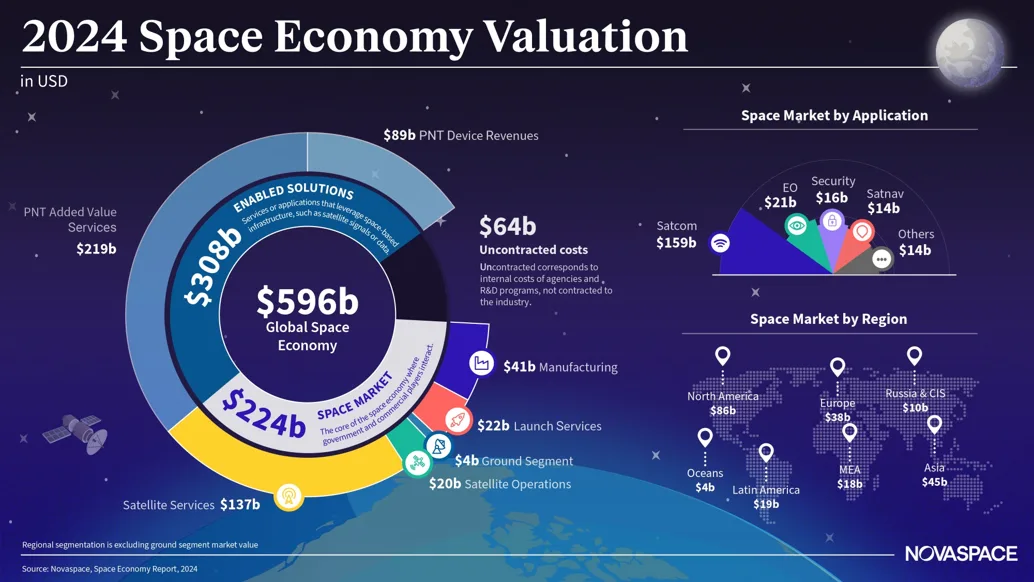 2024 Space Economy Valuation
in USD
$89b PNT Device Revenues
PNT Added Value
Services
$219b
ENABLED SOLUTIONS
Services or applications that leverage space-based
infrastructure, such as satellite signals or data.
$308b
$596b
Global Space
Economy
$64b
Uncontracted costs
Uncontracted corresponds to
internal costs of agencies and
R&D programs, not contracted to
the industry.
$224b
SPACE MARKET
The core of the space economy where
government and commercial players interact.
$41b Manufacturing
$22b Launch Services
$4b Ground Segment
$20b Satellite Operations
Satellite Services $137b
Space Market by Application
Satcom
$159b
EO
$21b
Security
$16b
Satnav
$14b
Others
$14b
Space Market by Region
North America
$86b
Europe
$38b
Russia & CIS
$10b
Oceans
$4b
Latin America
$19b
MEA
$18b
Asia
$45b
Regional segmentation is excluding ground segment market value
Source: Novaspace, Space Economy Report, 2024
NOVASPACE